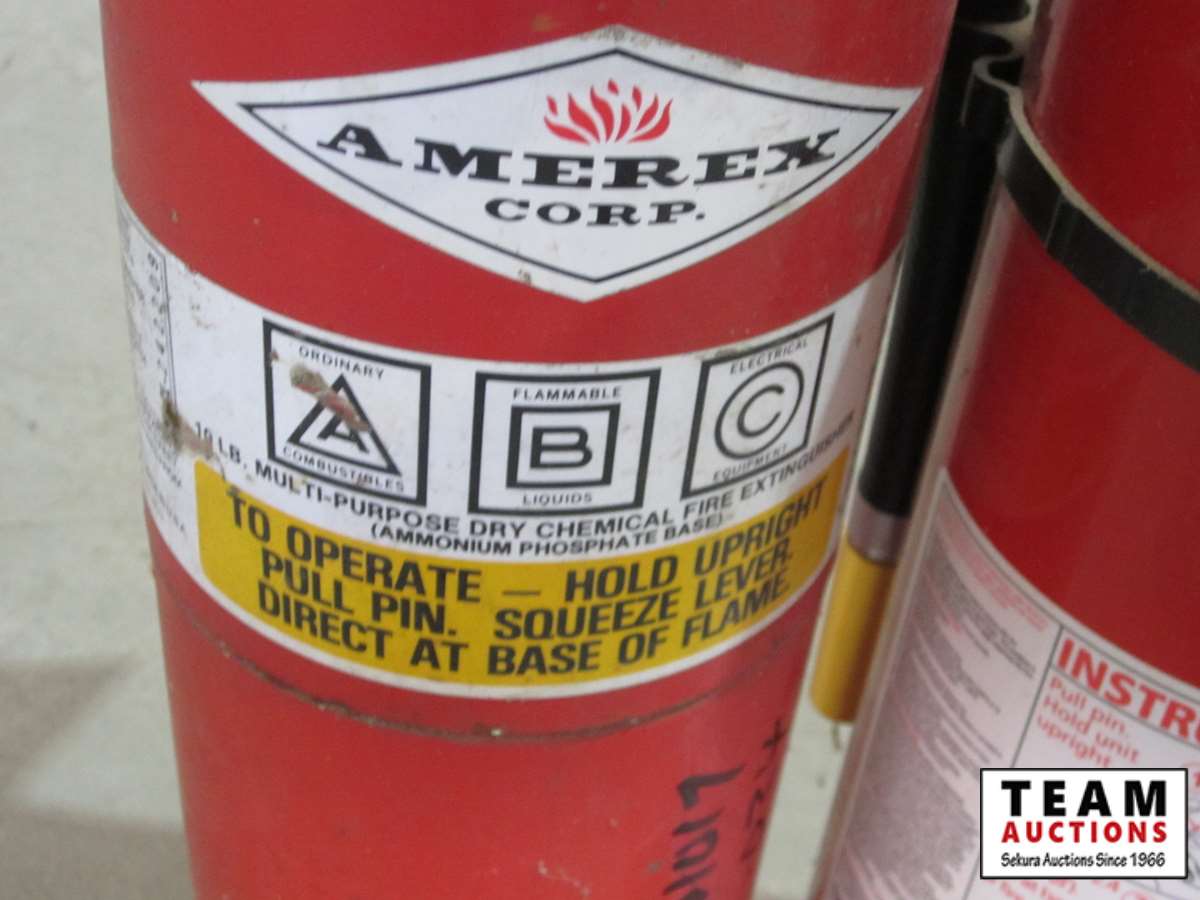 AMEREX
CORP.
ORDINARY
A
COMBUSTIBLES
FLAMMABLE
B
LIQUIDS
ELECTRICAL
C
EQUIPMENT
10 LB. MULTI-PURPOSE DRY CHEMICAL FIRE EXTINGUISHER
(AMMONIUM PHOSPHATE BASE)
TO OPERATE — HOLD UPRIGHT
PULL PIN. SQUEEZE LEVER.
DIRECT AT BASE OF FLAME.
Pull pin.
Hold unit
upright
TEAM
AUCTIONS
Sekura Auctions Since 1966